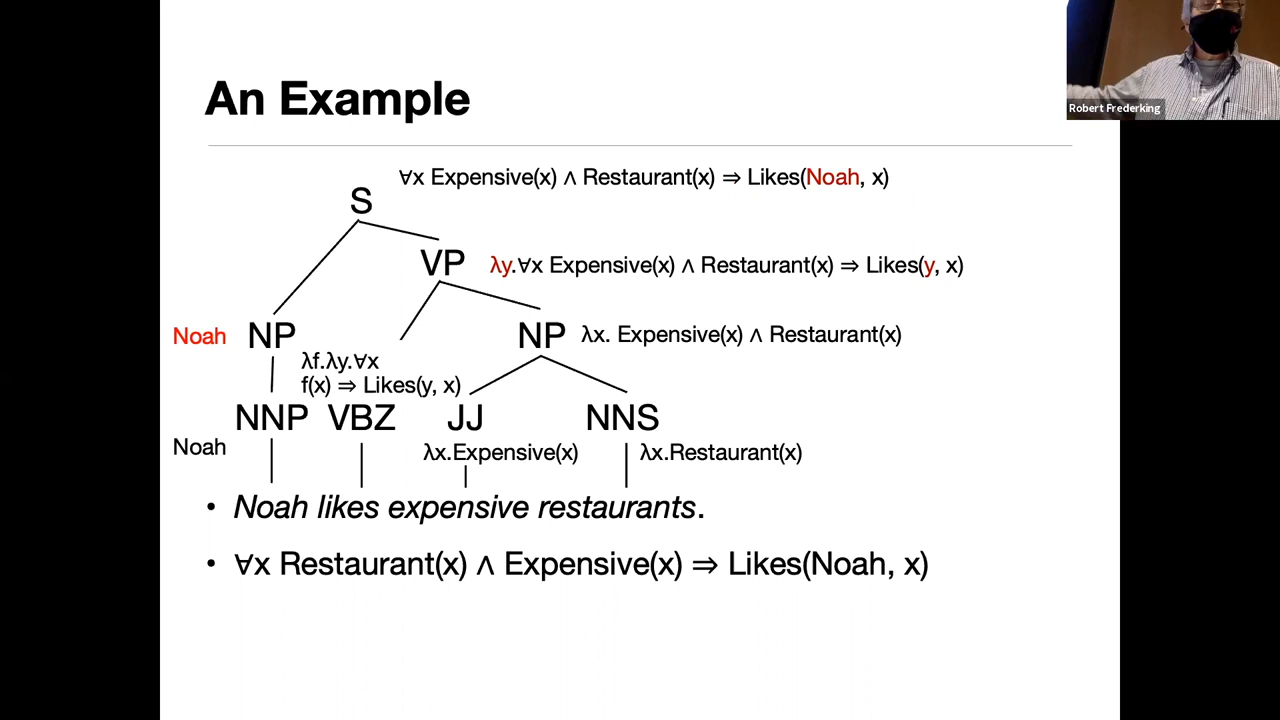 Robert Frederking
An Example
∀x Expensive(x) ∧ Restaurant(x) ⇒ Likes(Noah, x)
S
VP λy.∀x Expensive(x) ∧ Restaurant(x) ⇒ Likes(y, x)
Noah NP NP λx. Expensive(x) ∧ Restaurant(x)
λf.λy.∀x
f(x) ⇒ Likes(y, x)
NNP VBZ JJ NNS
Noah λx.Expensive(x) λx.Restaurant(x)
• Noah likes expensive restaurants.
• ∀x Restaurant(x) ∧ Expensive(x) ⇒ Likes(Noah, x)